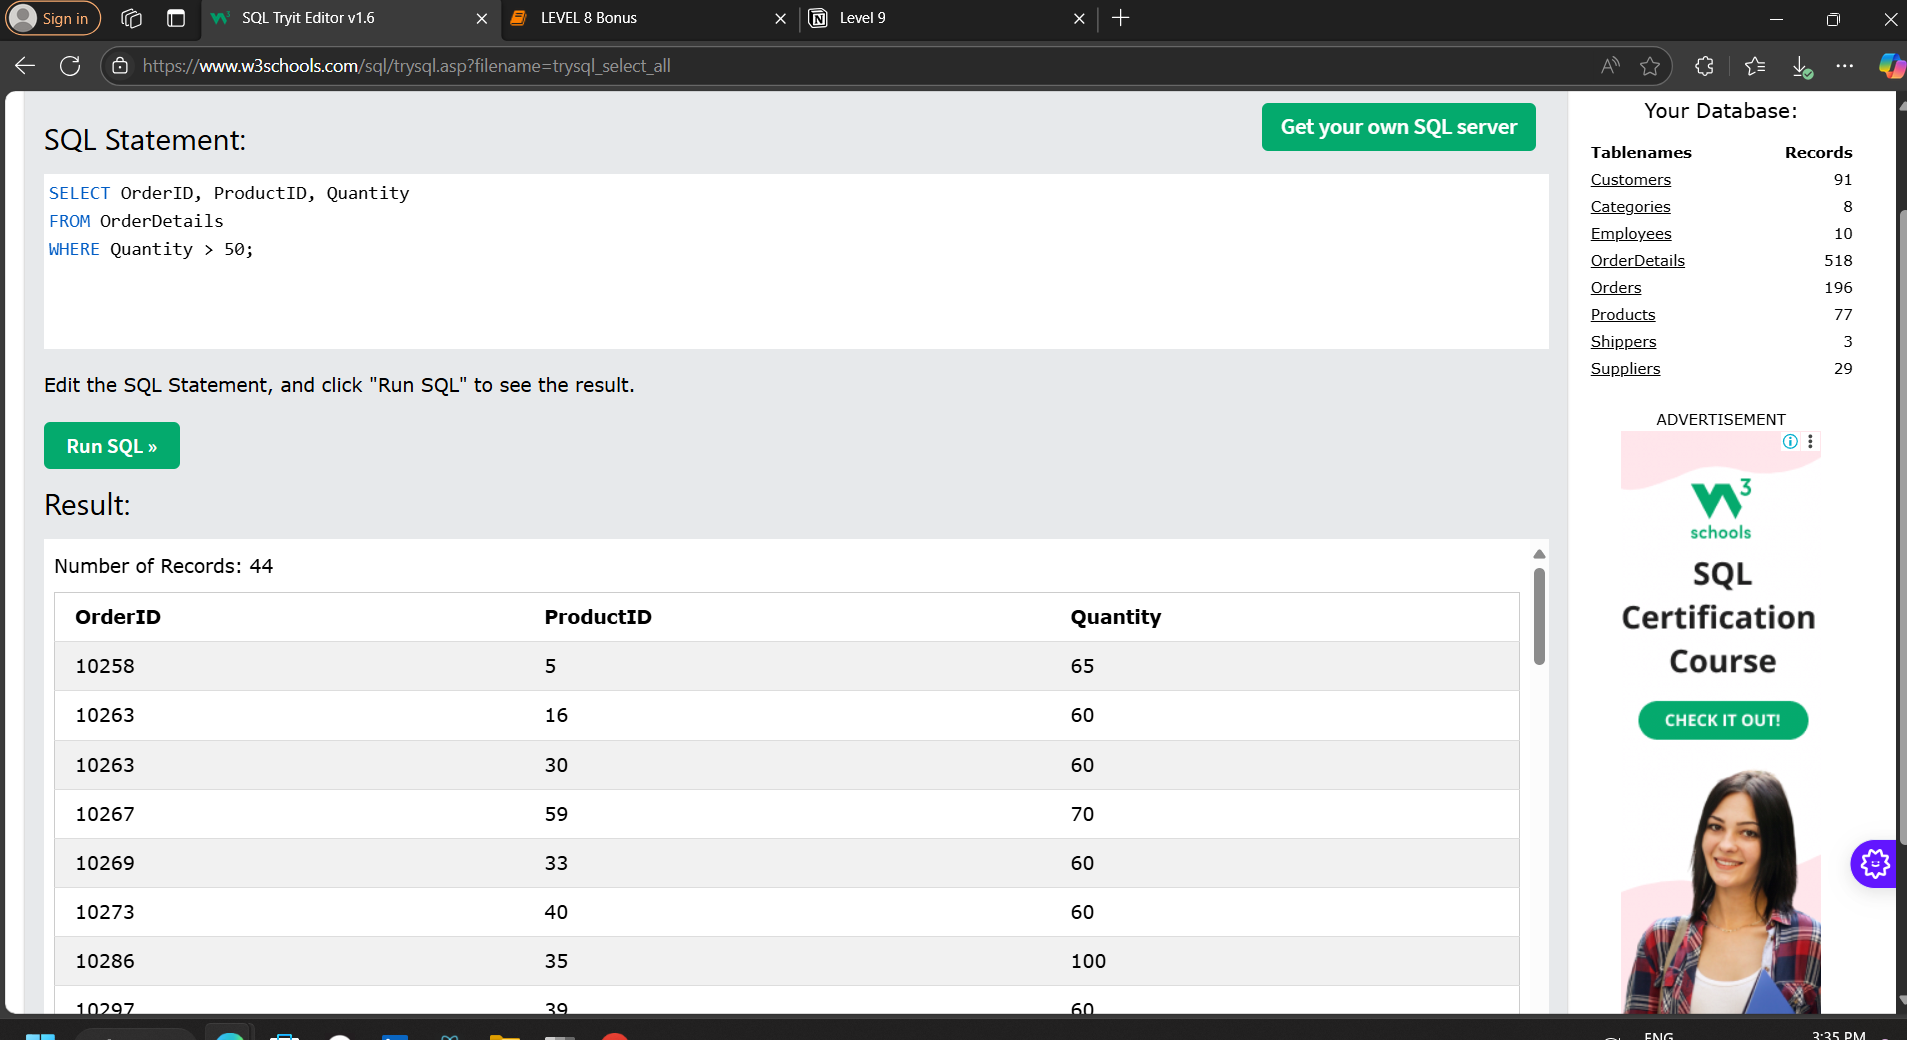 Sign in
SQL Tryit Editor v1.6
LEVEL 8 Bonus
Level 9
https://www.w3schools.com/sql/trysql.asp?filename=trysql_select_all
SQL Statement:
Get your own SQL server
SELECT OrderID, ProductID, Quantity
FROM OrderDetails
WHERE Quantity > 50;
Edit the SQL Statement, and click "Run SQL" to see the result.
Run SQL »
Result:
Number of Records: 44
OrderID ProductID Quantity
10258 5 65
10263 16 60
10263 30 60
10267 59 70
10269 33 60
10273 40 60
10286 35 100
10297 39 60
Your Database:
Tablenames Records
Customers 91
Categories 8
Employees 10
OrderDetails 518
Orders 196
Products 77
Shippers 3
Suppliers 29
ADVERTISEMENT
W3
schools
SQL
Certification
Course
CHECK IT OUT!
ENG
3:35 PM